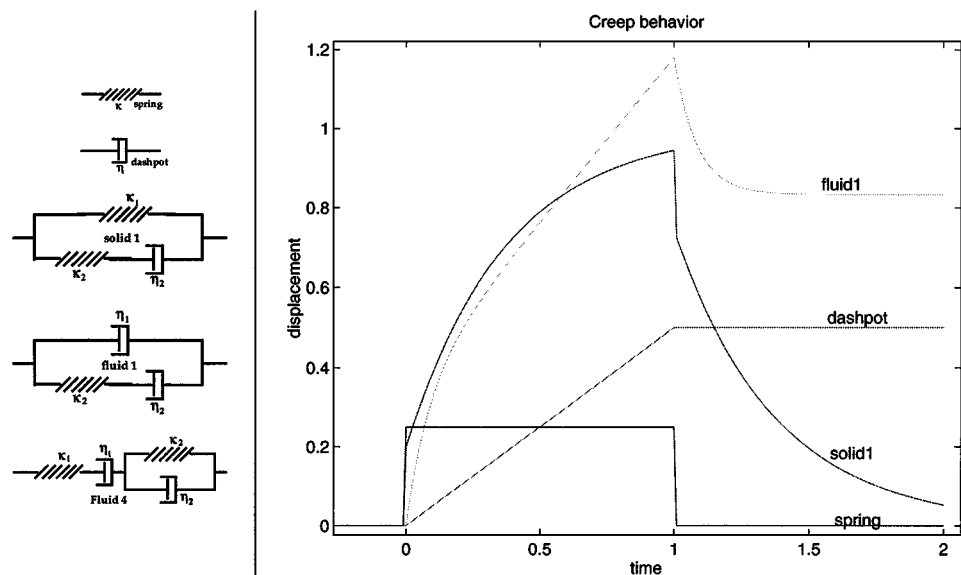 κ
spring
η
dashpot
κ1
solid 1
κ2
η2
η1
fluid 1
κ2
η2
κ1
η1
κ2
Fluid 4
η2
Creep behavior
displacement
1.2
1
0.8
0.6
0.4
0.2
0
fluid1
dashpot
solid1
spring
0
0.5
1
1.5
2
time